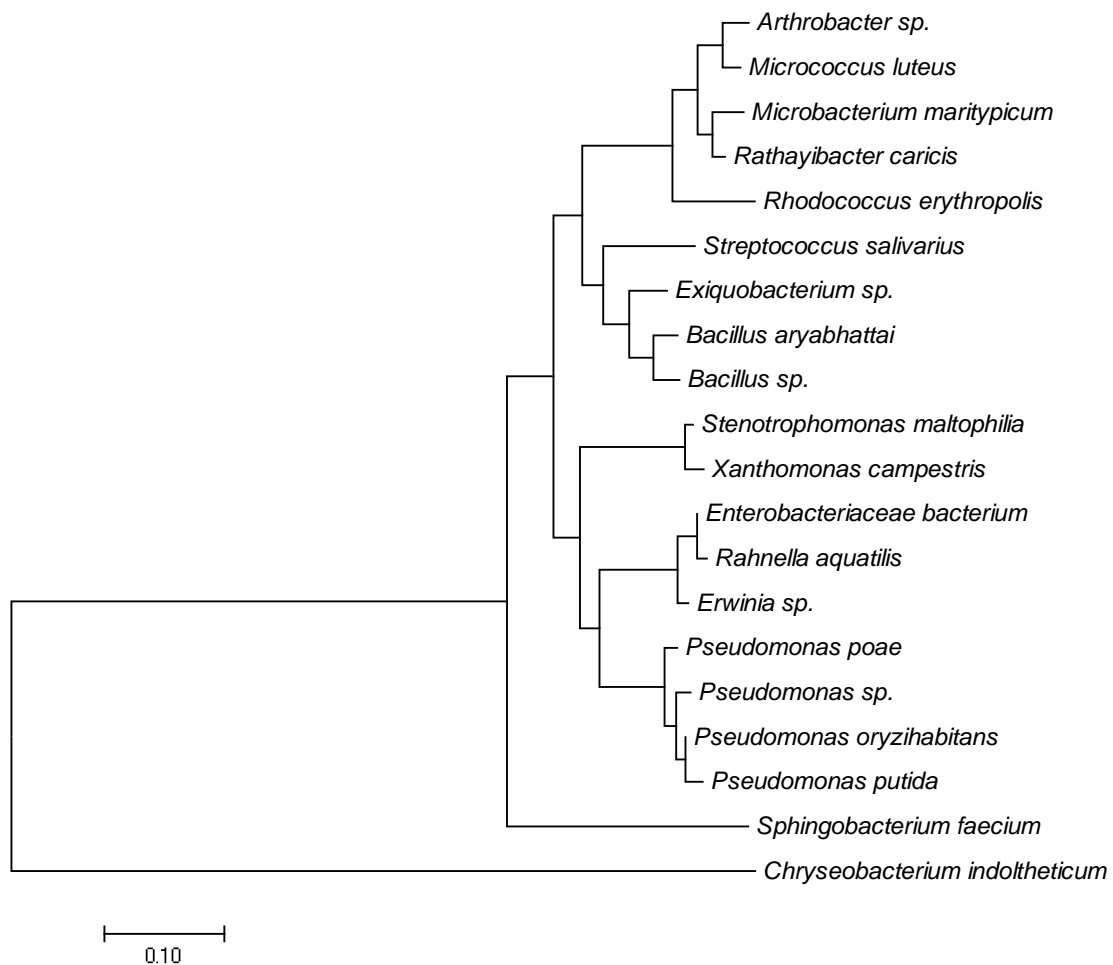 Arthrobacter sp.
Micrococcus luteus
Microbacterium maritypicum
Rathayibacter caricis
Rhodococcus erythropolis
Streptococcus salivarius
Exiquobacterium sp.
Bacillus aryabhattai
Bacillus sp.
Stenotrophomonas maltophilia
Xanthomonas campestris
Enterobacteriaceae bacterium
Rahnella aquatilis
Erwinia sp.
Pseudomonas poae
Pseudomonas sp.
Pseudomonas oryzihabitans
Pseudomonas putida
Sphingobacterium faecium
Chryseobacterium indoltheticum
0.10